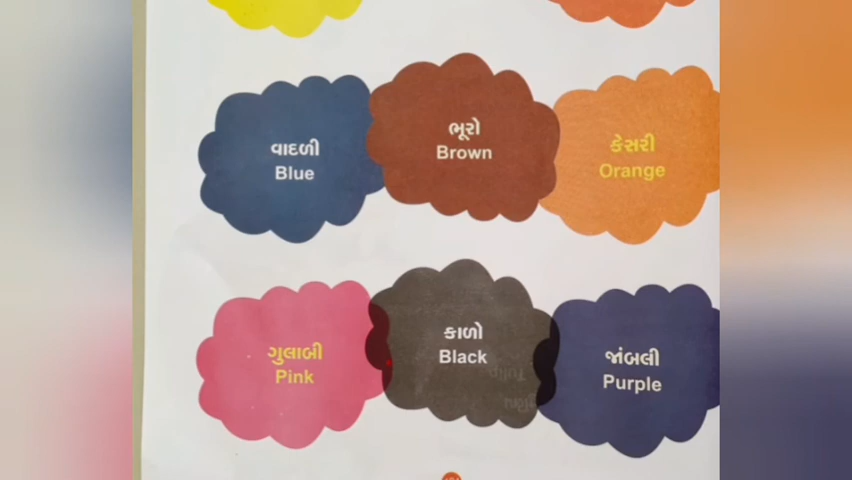 વાદળી
Blue
ભૂરો
Brown
કેસરી
Orange
ગુલાબી
Pink
કાળો
Black
જાંબલી
Purple